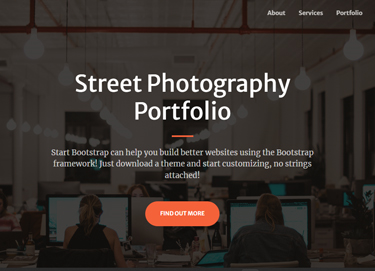 About Services Portfolio
Street Photography
Portfolio
Start Bootstrap can help you build better websites using the Bootstrap
framework! Just download a theme and start customizing, no strings
attached!
FIND OUT MORE